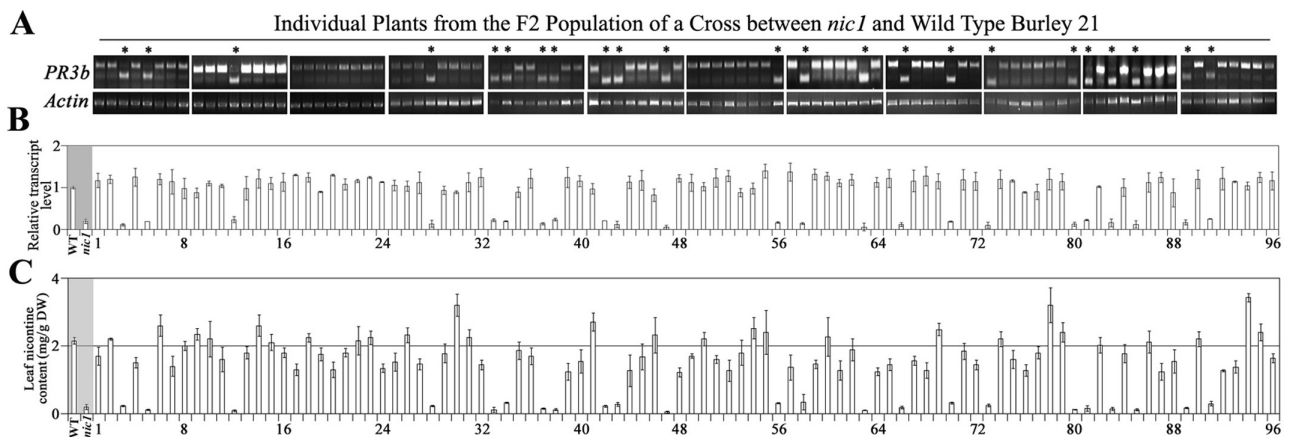 A
Individual Plants from the F2 Population of a Cross between nic1 and Wild Type Burley 21
* * * * * * * * * * * * * * * * * * * * * * * *
PR3b
Actin
B
Relative transcript
level
2
1
0
WT
nic1
1 8 16 24 32 40 48 56 64 72 80 88 96
C
Leaf nicontine
content (mg/g DW)
4
2
0
WT
nic1
1 8 16 24 32 40 48 56 64 72 80 88 96